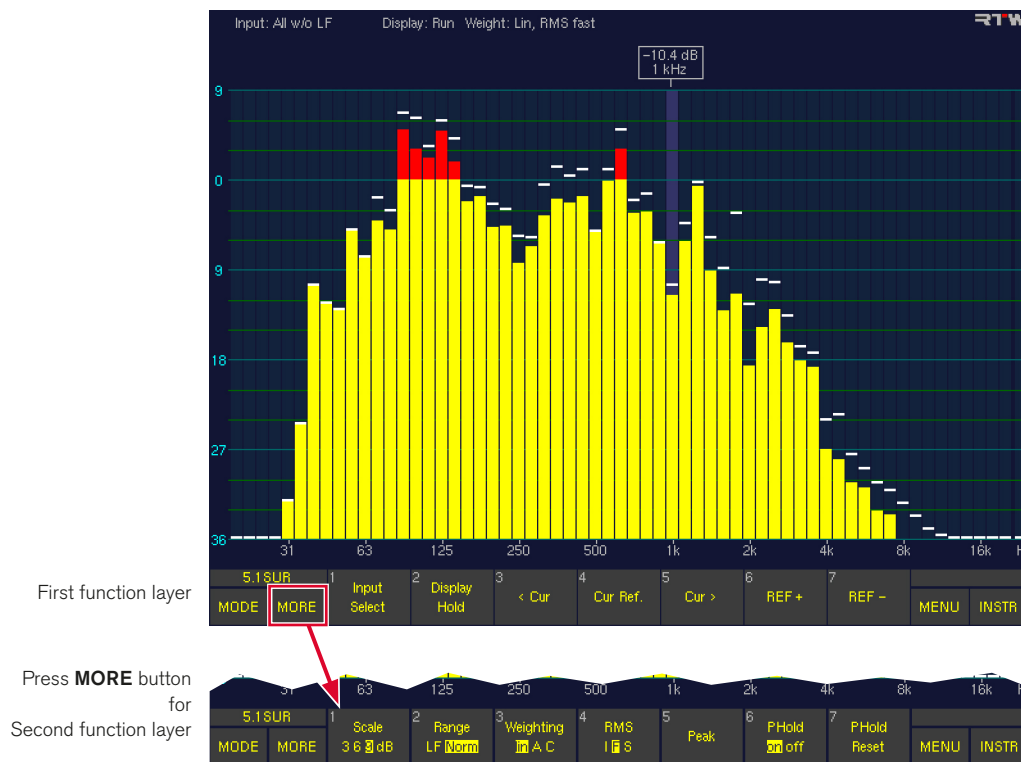 Input: All w/o LF Display: Run Weight: Lin, RMS fast RTW
-10.4 dB
1 kHz
9
0
9
18
27
36
31 63 125 250 500 1k 2k 4k 8k 16k H
First function layer
5.1SUR
MODE MORE
1 Input Select
2 Display Hold
3 < Cur
4 Cur Ref.
5 Cur >
6 REF +
7 REF -
MENU INSTR
Press MORE button
for
Second function layer
31 63 125 250 500 1k 2k 4k 8k 16k H
5.1SUR
MODE MORE
1 Scale 3 6 9 dB
2 Range LF Norm
3 Weighting lin A C
4 RMS I F S
5 Peak
6 PHold on off
7 PHold Reset
MENU INSTR